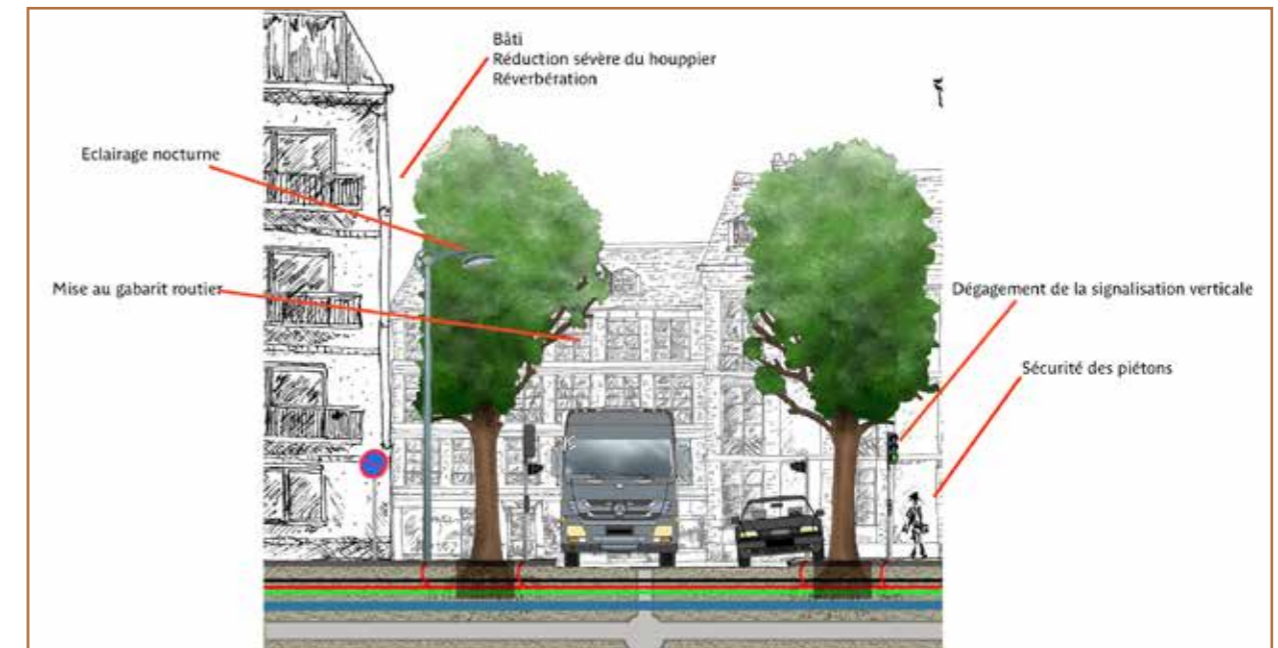 Bâti
Réduction sévère du houppier
Réverbération
Eclairage nocturne
Mise au gabarit routier
Dégagement de la signalisation verticale
Sécurité des piétons